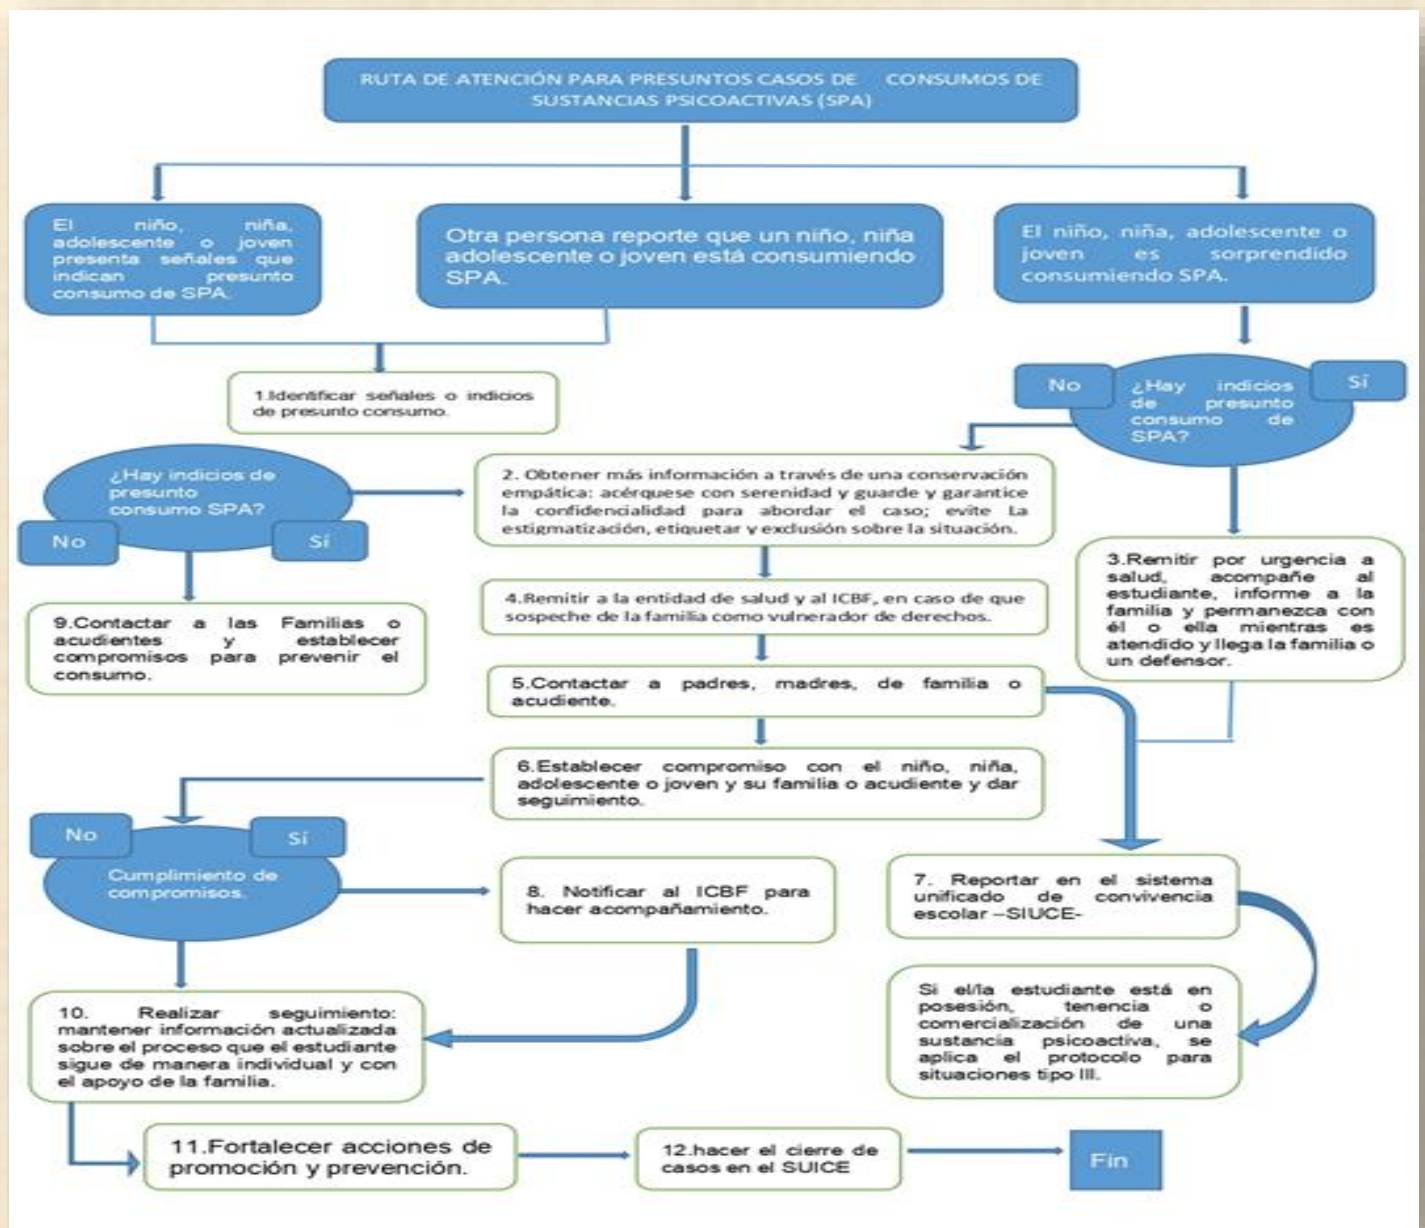 RUTA DE ATENCIÓN PARA PRESUNTOS CASOS DE CONSUMOS DE
SUSTANCIAS PSICOACTIVAS (SPA)
El niño, niña,
adolescente o joven
presenta señales que
indican presunto
consumo de SPA.
Otra persona reporte que un niño, niña
adolescente o joven está consumiendo
SPA.
El niño, niña, adolescente o
joven es sorprendido
consumiendo SPA.
1.Identificar señales o indicios
de presunto consumo.
No
¿Hay indicios
de presunto
consumo de
SPA?
Sí
¿Hay indicios de
presunto
consumo SPA?
No
Sí
2. Obtener más información a través de una conservación
empática: acérquese con serenidad y guarde y garantice
la confidencialidad para abordar el caso; evite La
estigmatización, etiquetar y exclusión sobre la situación.
3.Remitir por urgencia a
salud, acompañe al
estudiante, informe a la
familia y permanezca con
él o ella mientras es
atendido y llega la familia o
un defensor.
9.Contactar a las Familias o
acudientes y establecer
compromisos para prevenir el
consumo.
4.Remitir a la entidad de salud y al ICBF, en caso de que
sospeche de la familia como vulnerador de derechos.
5.Contactar a padres, madres, de familia o
acudiente.
6.Establecer compromiso con el niño, niña,
adolescente o joven y su familia o acudiente y dar
seguimiento.
No
Sí
Cumplimiento de
compromisos.
8. Notificar al ICBF para
hacer acompañamiento.
7. Reportar en el sistema
unificado de convivencia
escolar –SIUCE-
Si el/la estudiante está en
posesión, tenencia o
comercialización de una
sustancia psicoactiva, se
aplica el protocolo para
situaciones tipo III.
10. Realizar seguimiento:
mantener información actualizada
sobre el proceso que el estudiante
sigue de manera individual y con
el apoyo de la familia.
11.Fortalecer acciones de
promoción y prevención.
12.hacer el cierre de
casos en el SUICE
Fin